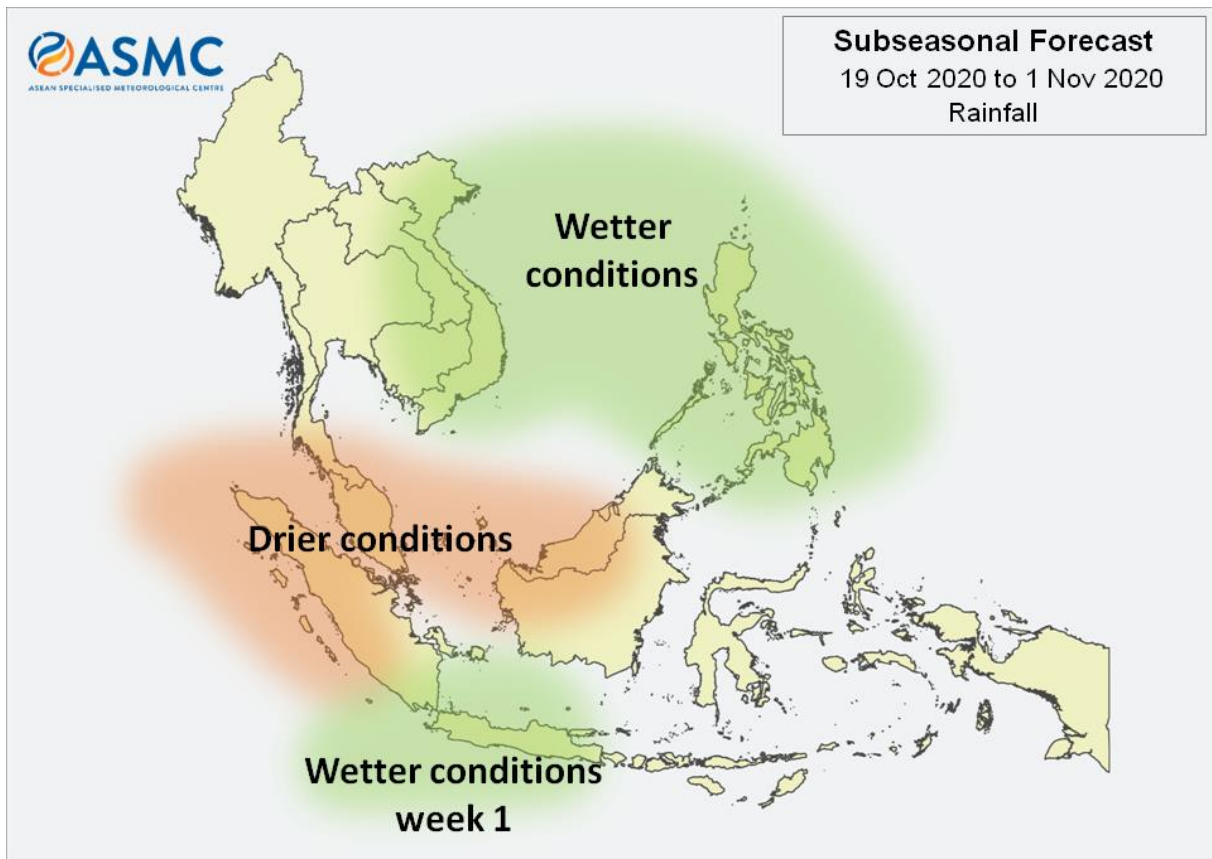 ASMC
ASEAN SPECIALISED METEOROLOGICAL CENTRE
Subseasonal Forecast
19 Oct 2020 to 1 Nov 2020
Rainfall
Wetter
conditions
Drier conditions
Wetter conditions
week 1